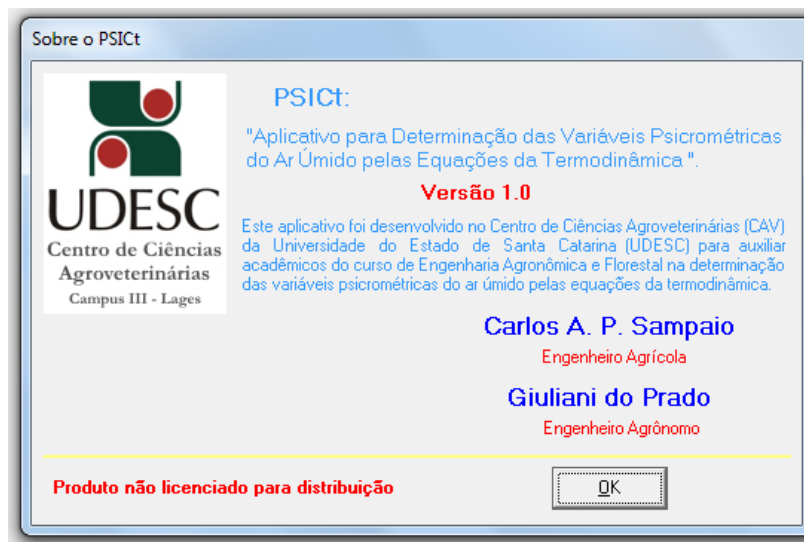 Sobre o PSICt
UDESC
Centro de Ciências
Agroveterinárias
Campus III - Lages
PSICt:
"Aplicativo para Determinação das Variáveis Psicrométricas
do Ar Úmido pelas Equações da Termodinâmica ".
Versão 1.0
Este aplicativo foi desenvolvido no Centro de Ciências Agroveterinárias (CAV)
da Universidade do Estado de Santa Catarina (UDESC) para auxiliar
acadêmicos do curso de Engenharia Agronômica e Florestal na determinação
das variáveis psicrométricas do ar úmido pelas equações da termodinâmica.
Carlos A. P. Sampaio
Engenheiro Agrícola
Giuliani do Prado
Engenheiro Agrônomo
Produto não licenciado para distribuição
OK